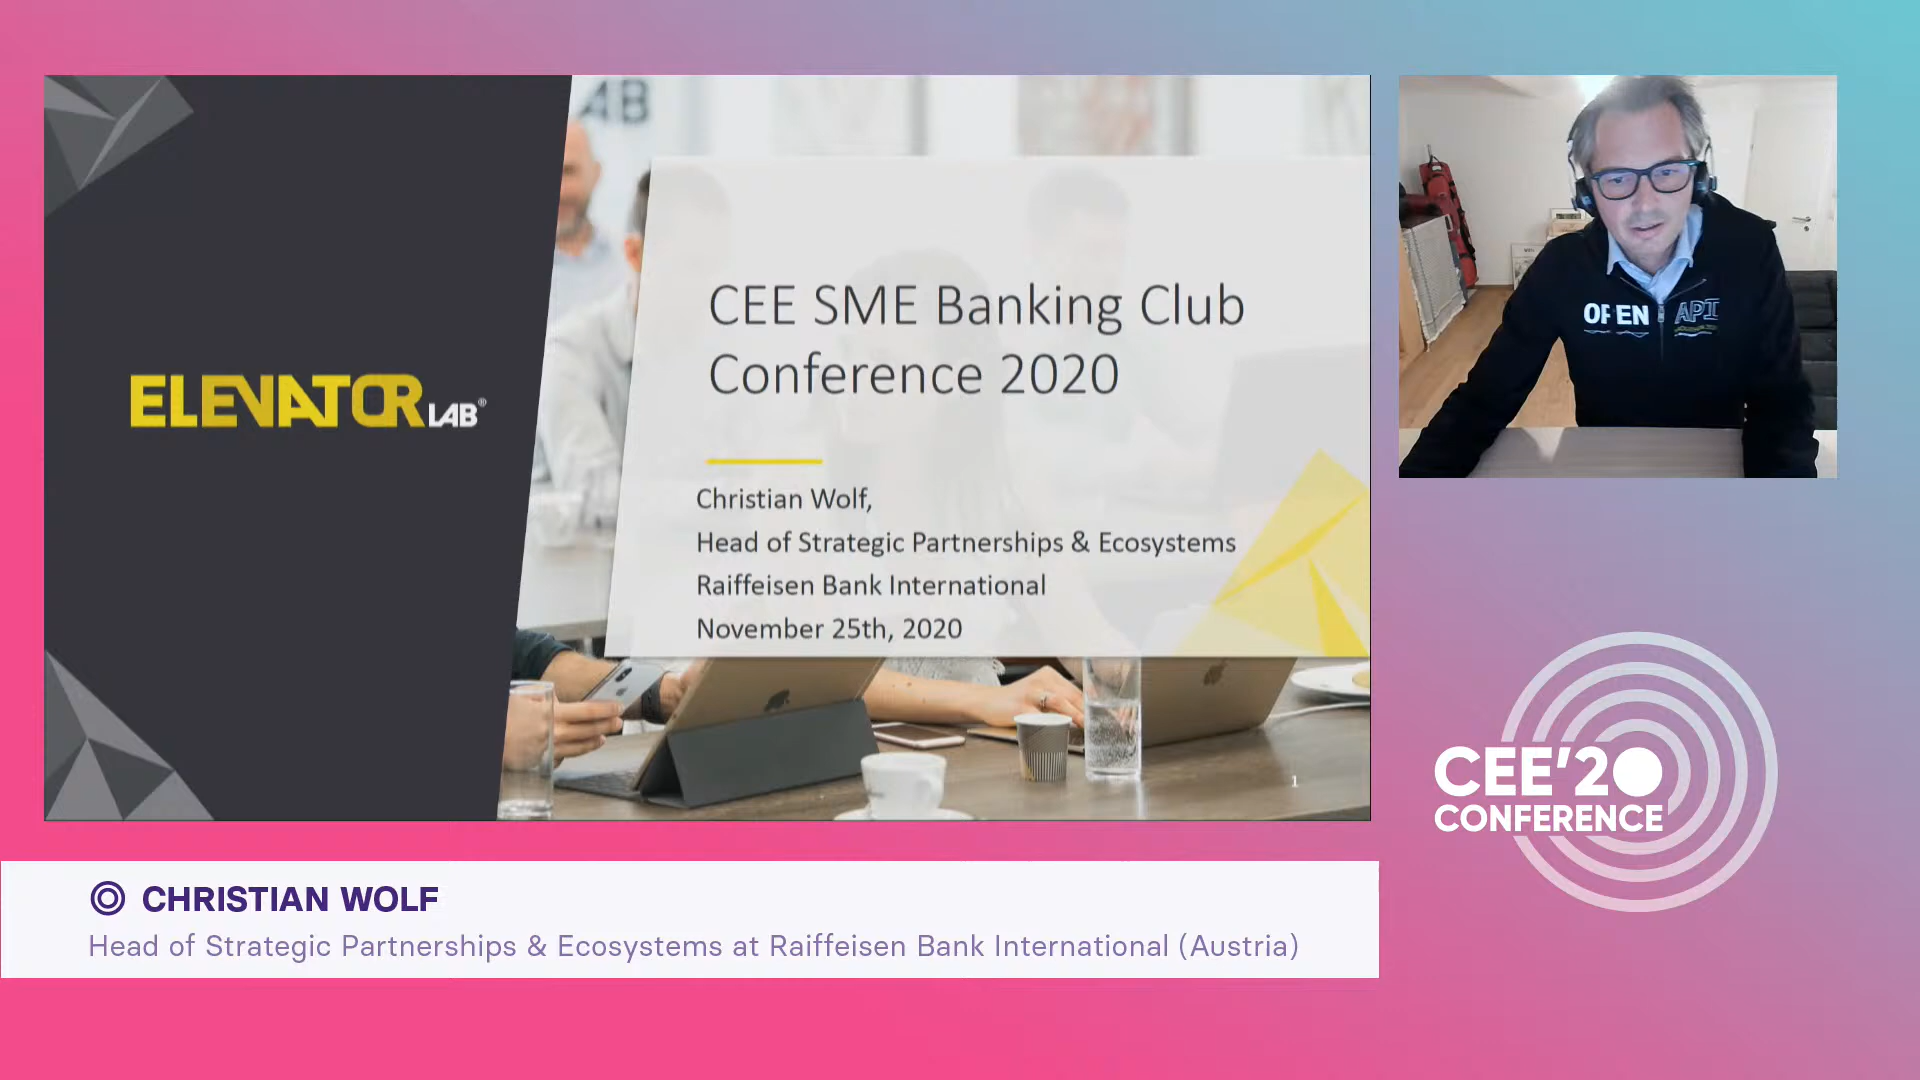 AB
ELEVATOR LAB®
CEE SME Banking Club
Conference 2020
Christian Wolf,
Head of Strategic Partnerships & Ecosystems
Raiffeisen Bank International
November 25th, 2020
1
OPEN API
CEE'20
CONFERENCE
CHRISTIAN WOLF
Head of Strategic Partnerships & Ecosystems at Raiffeisen Bank International (Austria)